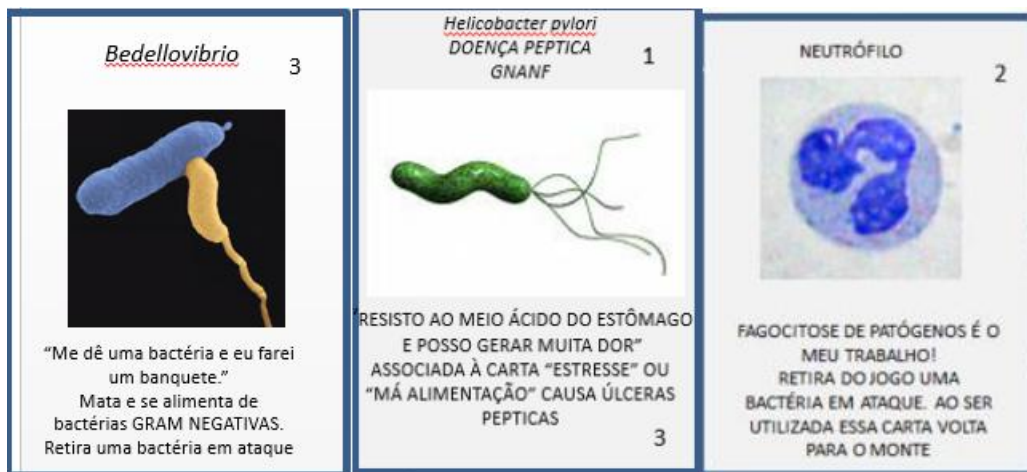 Bedellovibrio
3
"Me dê uma bactéria e eu farei
um banquete."
Mata e se alimenta de
bactérias GRAM NEGATIVAS.
Retira uma bactéria em ataque
Helicobacter pylori
DOENÇA PEPTICA
GNANF
1
'RESISTO AO MEIO ÁCIDO DO ESTÔMAGO
E POSSO GERAR MUITA DOR"
ASSOCIADA À CARTA "ESTRESSE" OU
"MÁ ALIMENTAÇÃO" CAUSA ÚLCERAS
PEPTICAS
3
NEUTRÓFILO
2
FAGOCITOSE DE PATÓGENOS É O
MEU TRABALHO!
RETIRA DO JOGO UMA
BACTÉRIA EM ATAQUE. AO SER
UTILIZADA ESSA CARTA VOLTA
PARA O MONTE